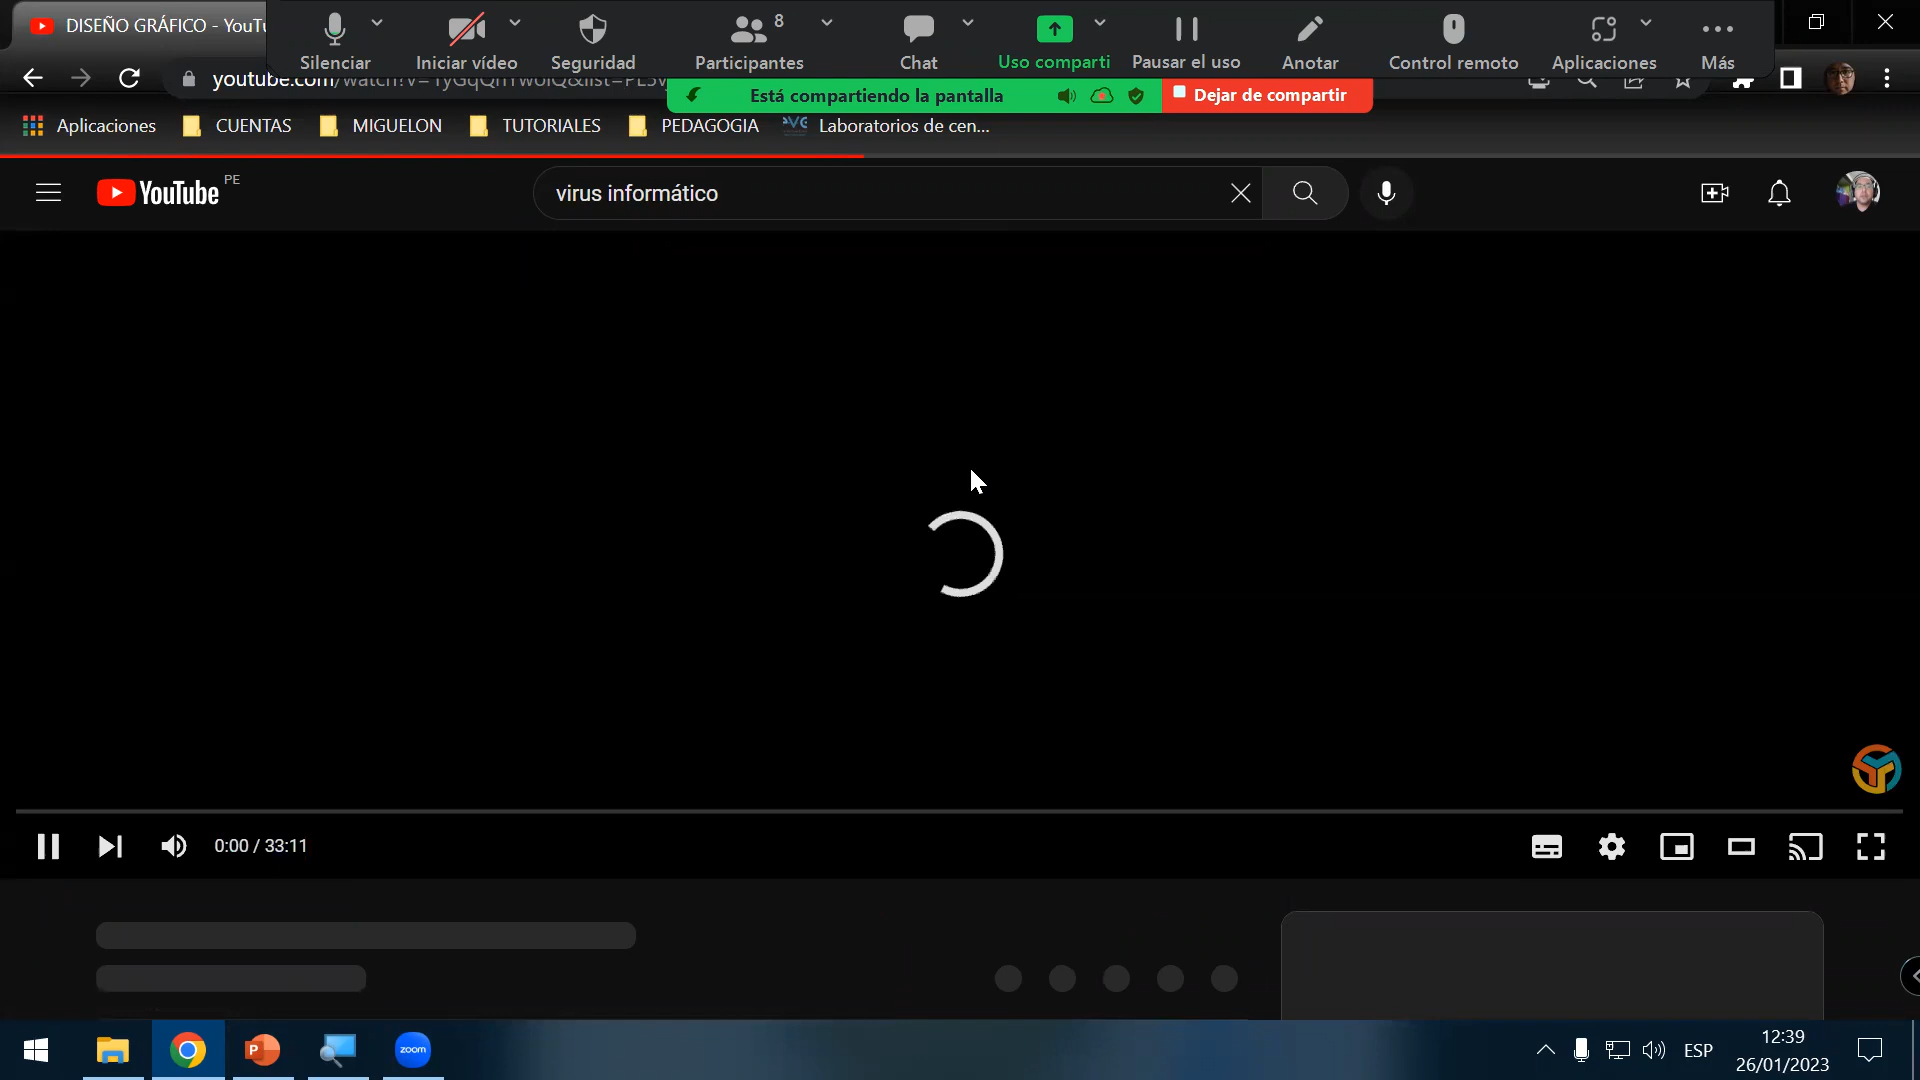 DISEÑO GRÁFICO - YouTu
Silenciar
Iniciar vídeo
Seguridad
8
Participantes
Chat
Uso comparti
Pausar el uso
Anotar
Control remoto
Aplicaciones
Más
Está compartiendo la pantalla
Dejar de compartir
Aplicaciones
CUENTAS
MIGUELON
TUTORIALES
PEDAGOGIA
Laboratorios de cen...
YouTube PE
virus informático
0:00 / 33:11
zoom
ESP
12:39
26/01/2023